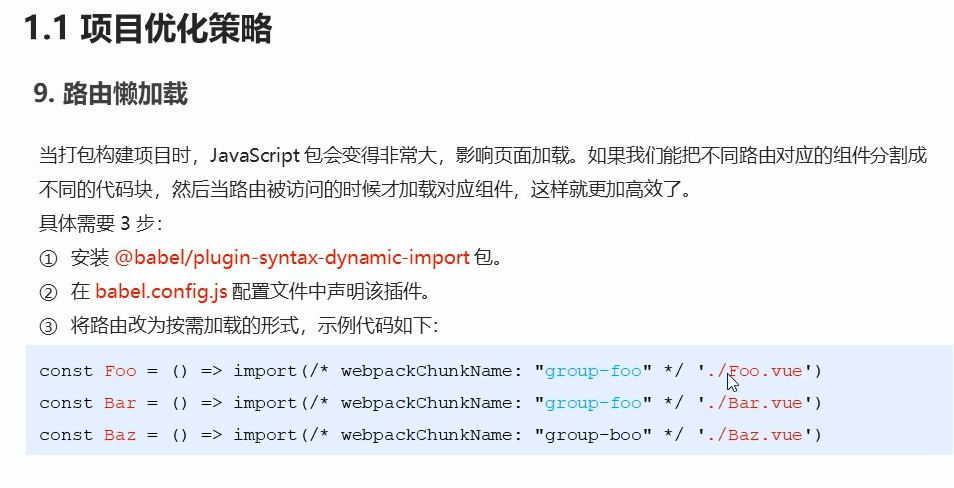 1.1 项目优化策略
9. 路由懒加载
当打包构建项目时，JavaScript 包会变得非常大，影响页面加载。如果我们能把不同路由对应的组件分割成
不同的代码块，然后当路由被访问的时候才加载对应组件，这样就更加高效了。
具体需要 3 步：
① 安装 @babel/plugin-syntax-dynamic-import 包。
② 在 babel.config.js 配置文件中声明该插件。
③ 将路由改为按需加载的形式，示例代码如下：
const Foo = () => import(/* webpackChunkName: "group-foo" */ './Foo.vue')
const Bar = () => import(/* webpackChunkName: "group-foo" */ './Bar.vue')
const Baz = () => import(/* webpackChunkName: "group-boo" */ './Baz.vue')